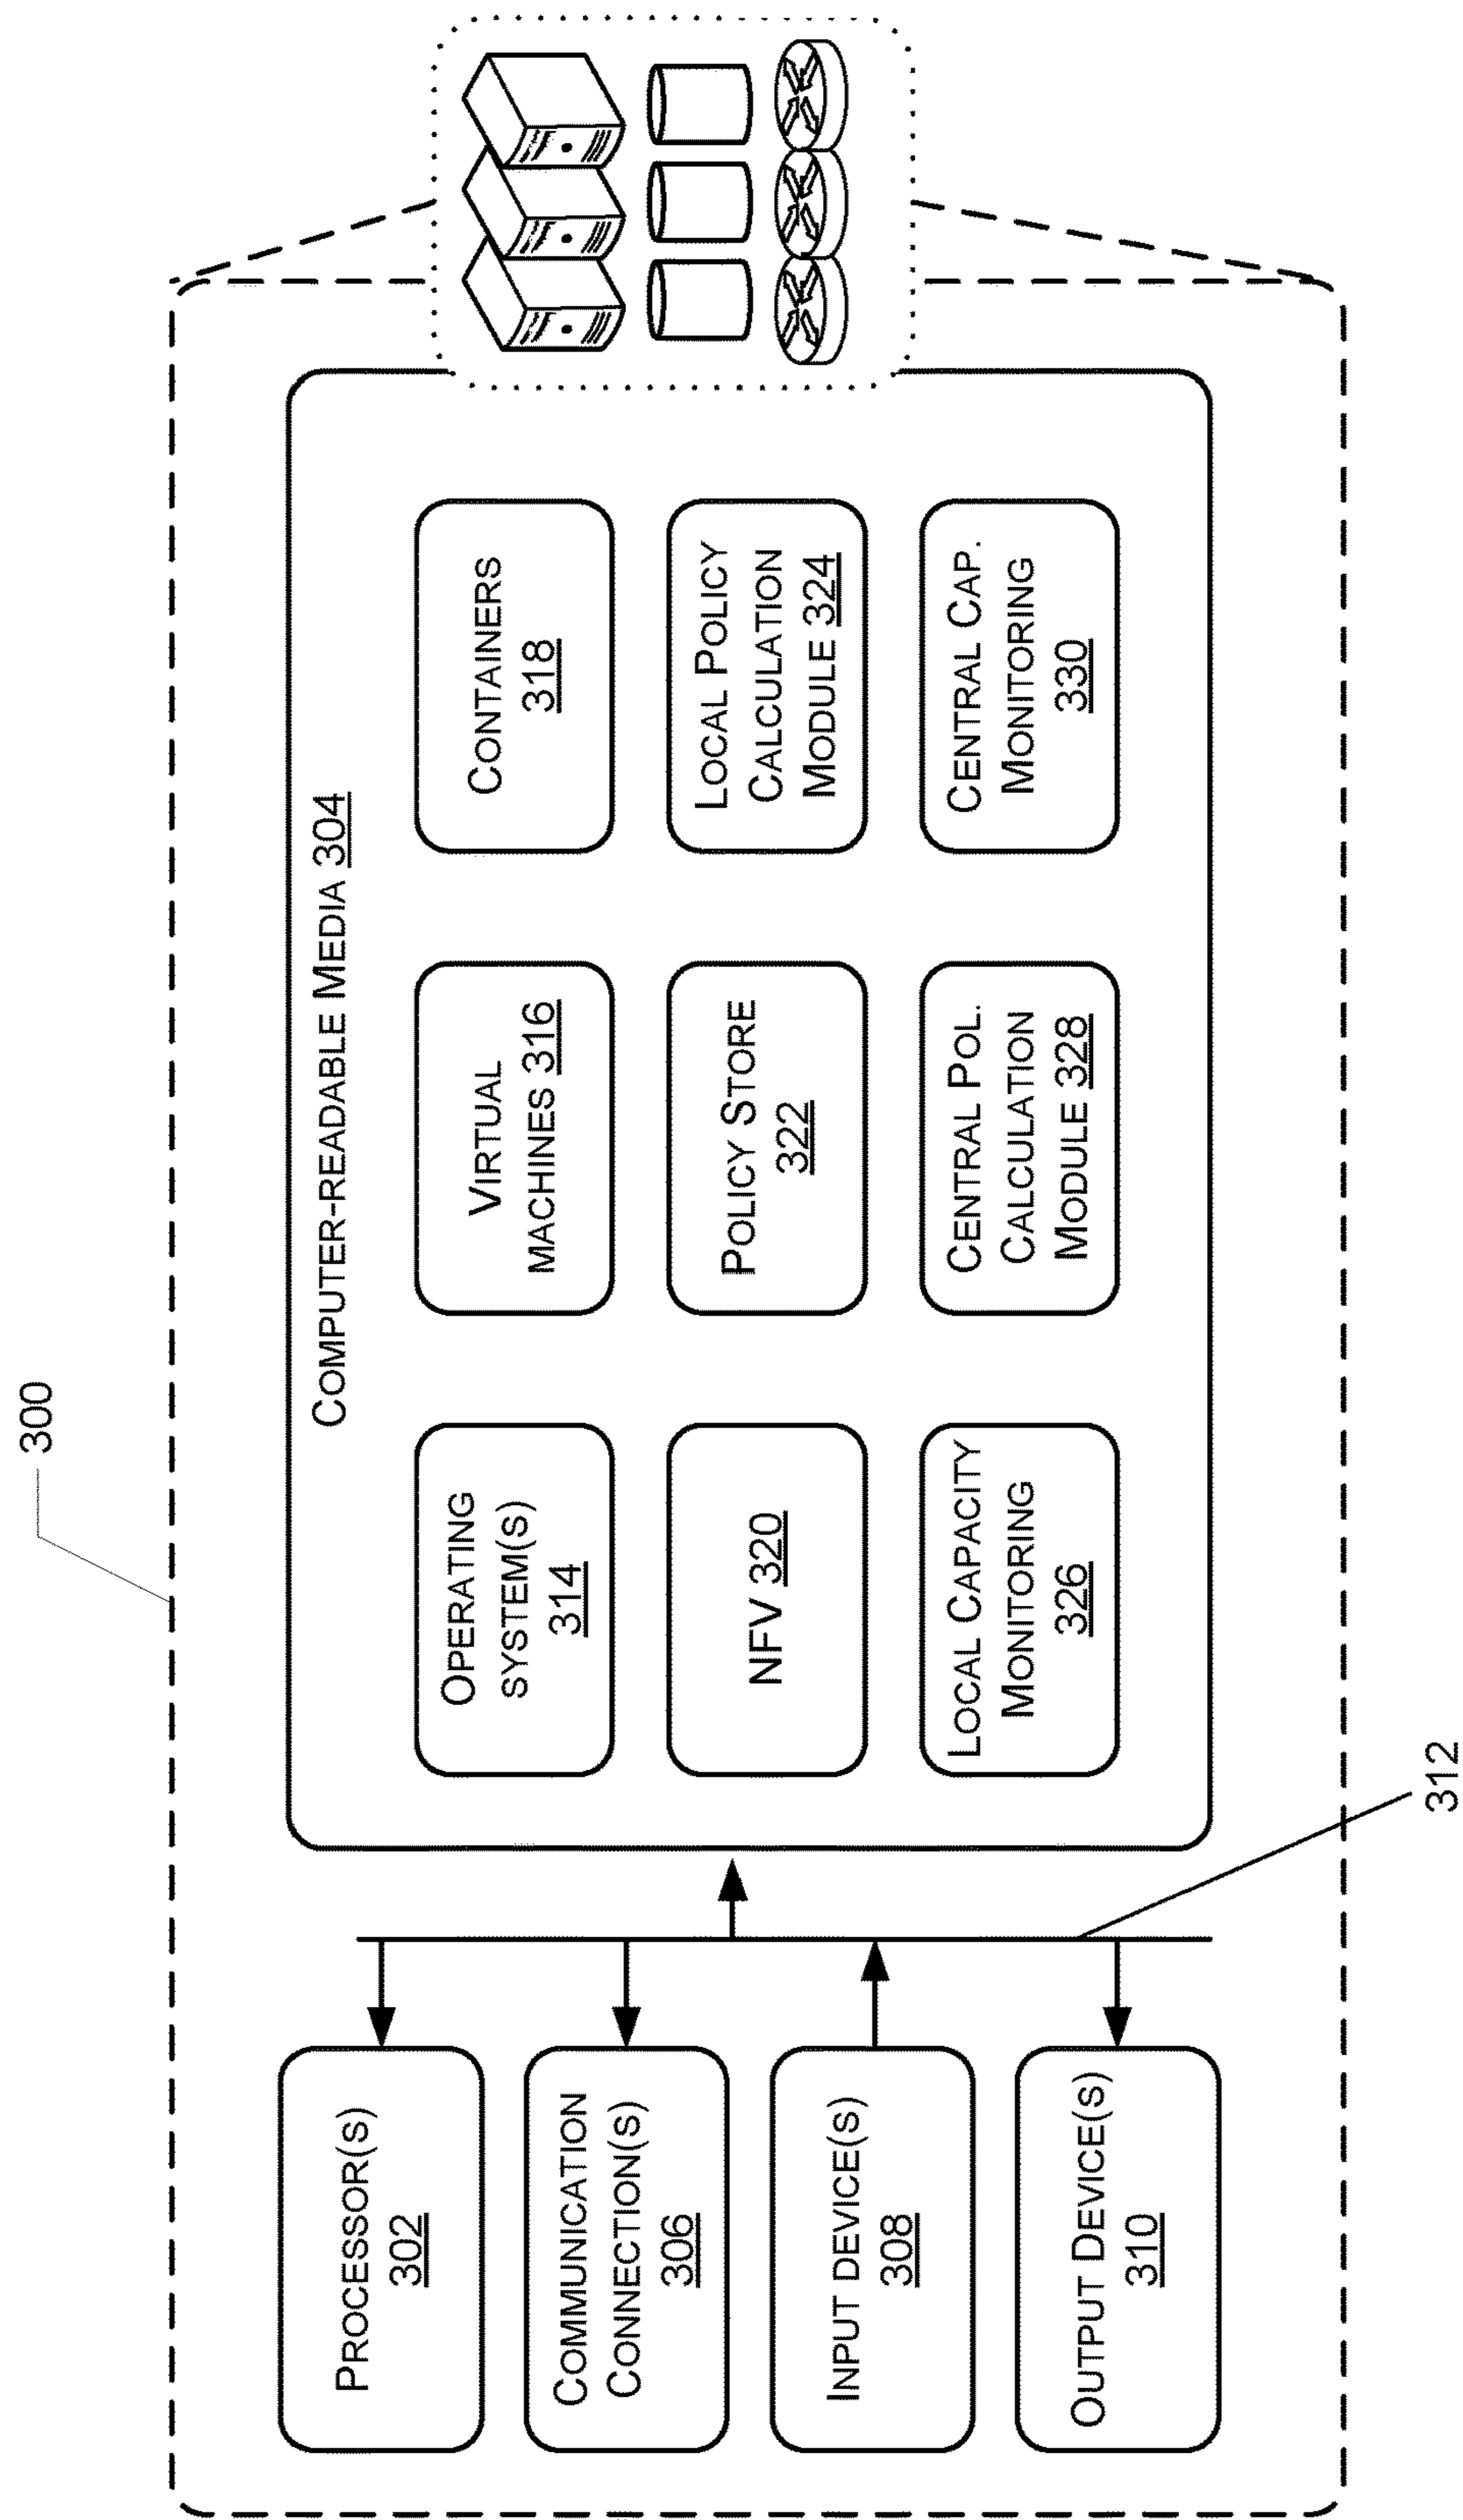 300
PROCESSOR(S)
302
COMMUNICATION
CONNECTION(S)
306
INPUT DEVICE(S)
308
OUTPUT DEVICE(S)
310
312
COMPUTER-READABLE MEDIA 304
OPERATING
SYSTEM(S)
314
VIRTUAL
MACHINES 316
CONTAINERS
318
NFV 320
POLICY STORE
322
LOCAL POLICY
CALCULATION
MODULE 324
LOCAL CAPACITY
MONITORING
326
CENTRAL POL.
CALCULATION
MODULE 328
CENTRAL CAP.
MONITORING
330